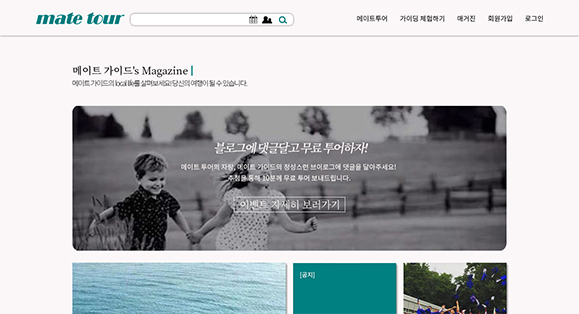 mate tour
메이트투어 가이딩 체험하기 매거진 회원가입 로그인
메이트 가이드's Magazine
메이트 가이드의 local life를 살펴보세요! 당신의 여행이 될 수 있습니다.
블로그에 댓글달고 무료 투어하자!
메이트 투어의 자랑, 메이트 가이드의 정성스런 브이로그에 댓글을 달아주세요!
추첨을 통해 10분께 무료 투어 보내드립니다.
이벤트 자세히 보러가기
[공지]